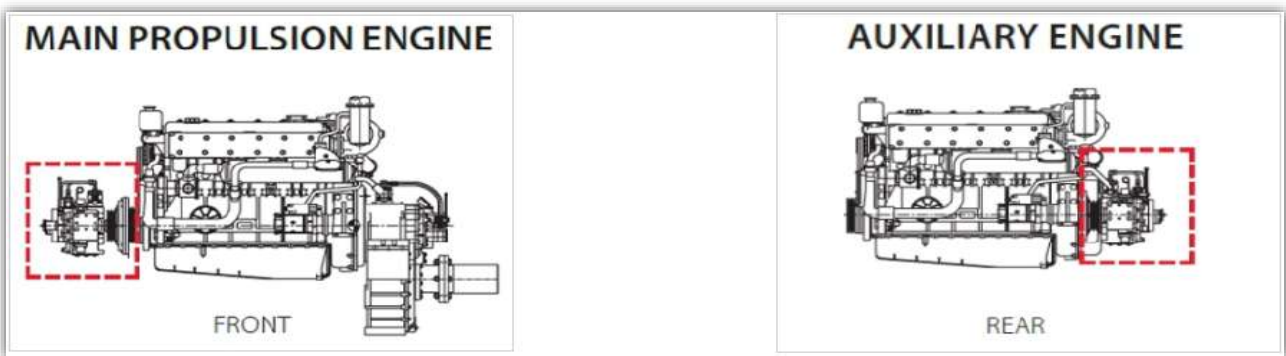 MAIN PROPULSION ENGINE
AUXILIARY ENGINE
FRONT
REAR